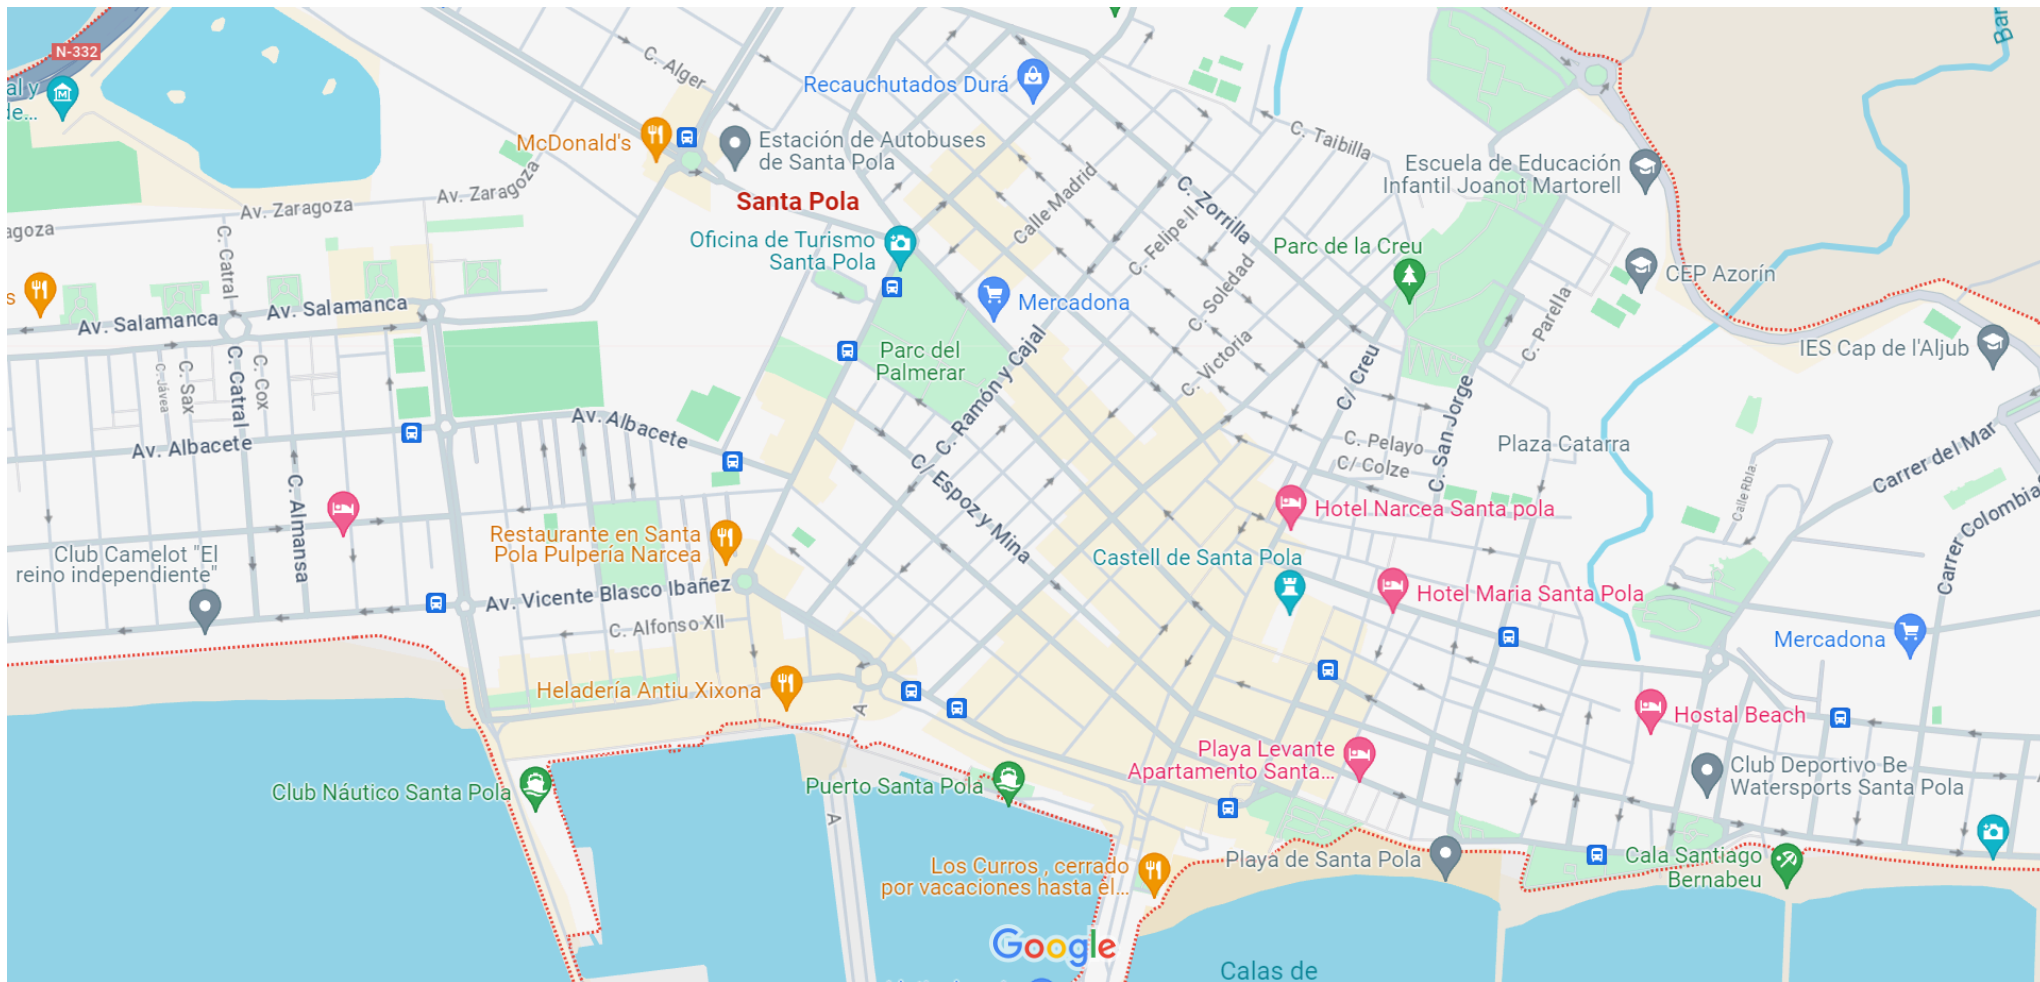 N-332
al y
de...
C. Alger
Recauchutados Durá
McDonald's
Estación de Autobuses
de Santa Pola
C. Taibilla
Escuela de Educación
Infantil Joanot Martorell
Bar
Santa Pola
Av. Zaragoza
Av. Zaragoza
agoza
C. Catral
Oficina de Turismo
Santa Pola
Calle Madrid
C. Felipe II
C. Zorrilla
C. Soledad
Parc de la Creu
CEP Azorín
s
Av. Salamanca
Av. Salamanca
Mercadona
C. Victoria
C. Parella
IES Cap de l'Aljub
C. Jávea
C. Sax
C. Catral
C. Cox
Parc del
Palmerar
C. Ramón y Cajal
C/ Creu
C. San Jorge
Av. Albacete
Av. Albacete
C. Pelayo
C/ Colze
Plaza Catarra
Carrer del Mar
Calle Rbla.
C. Almansa
C/ Espoz y Mina
Hotel Narcea Santa pola
Carrer Colombia
Restaurante en Santa
Pola Pulpería Narcea
Club Camelot "El
reino independiente"
Castell de Santa Pola
Hotel Maria Santa Pola
Av. Vicente Blasco Ibañez
C. Alfonso XII
Mercadona
Heladería Antiu Xixona
A
Hostal Beach
Playa Levante
Apartamento Santa...
Club Náutico Santa Pola
Puerto Santa Pola
Club Deportivo Be
Watersports Santa Pola
A
Los Curros , cerrado
por vacaciones hasta el...
Playa de Santa Pola
Cala Santiago
Bernabeu
Google
Calas de